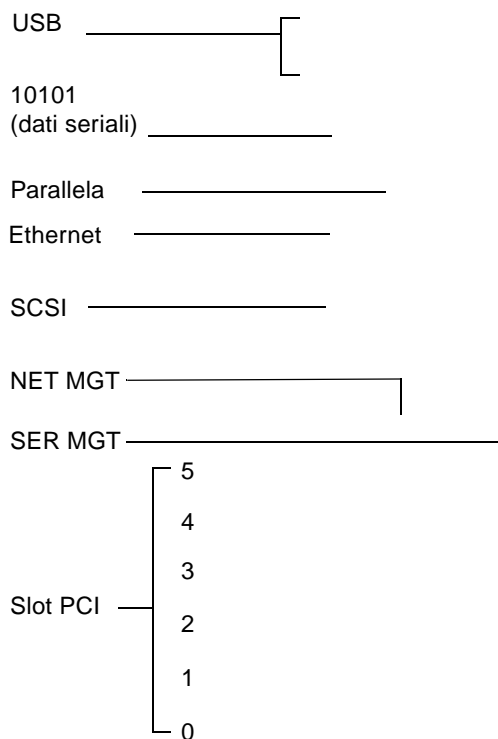 USB
10101
(dati seriali)
Parallela
Ethernet
SCSI
NET MGT
SER MGT
5
4
3
Slot PCI
2
1
0